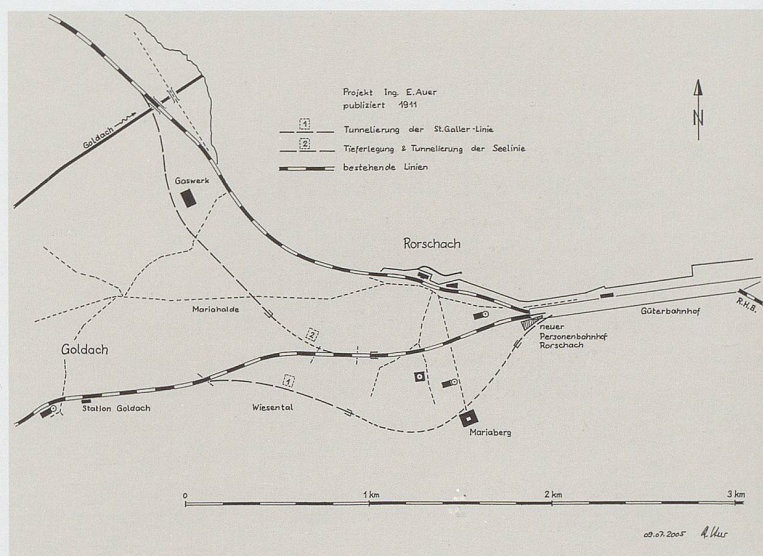 Projekt Ing. E. Auer
publiziert 1911
N
1
Tunnelierung der St. Galler-Linie
2
Tieferlegung & Tunnelierung der Seelinie
bestehende Linien
Goldach
Gaswerk
Rorschach
Mariahalde
Güterbahnhof
R.H.B.
neuer
Personenbahnhof
Rorschach
2
Goldach
1
Station Goldach
Wiesental
Mariaberg
0
1 km
2 km
3 km
09.07.2005